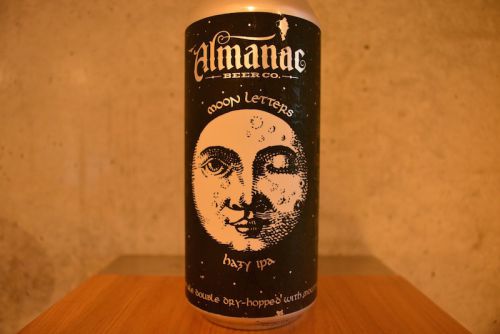 Almanac
BEER CO.
MOON LETTERS
HAZY IPA
DOUBLE DRY-HOPPED WITH